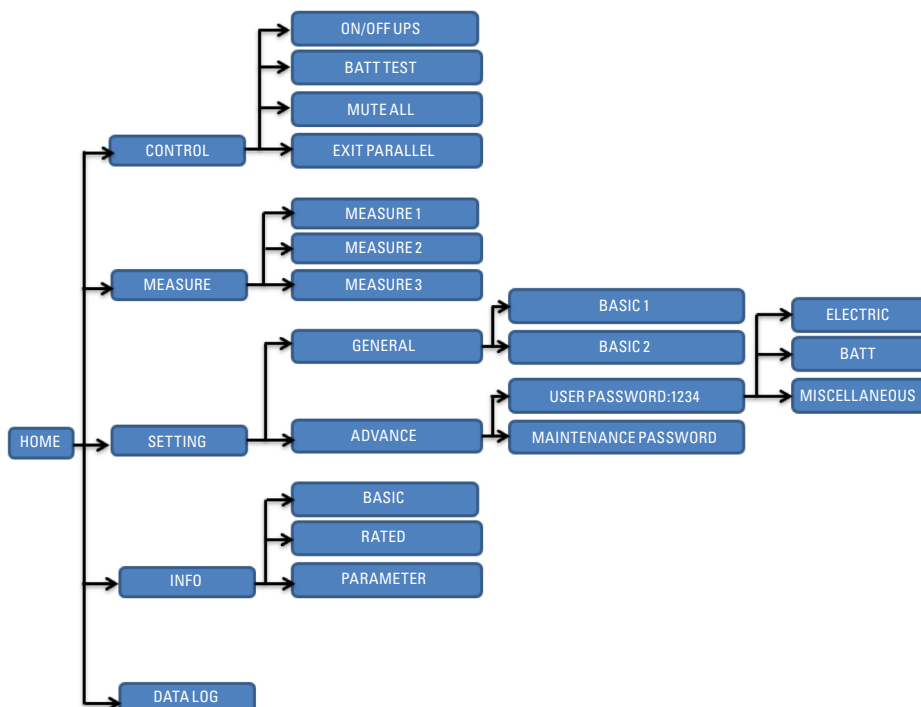 HOME
CONTROL
ON/OFF UPS
BATT TEST
MUTE ALL
EXIT PARALLEL
MEASURE
MEASURE 1
MEASURE 2
MEASURE 3
SETTING
GENERAL
BASIC 1
BASIC 2
ADVANCE
USER PASSWORD:1234
ELECTRIC
BATT
MISCELLANEOUS
MAINTENANCE PASSWORD
INFO
BASIC
RATED
PARAMETER
DATA LOG